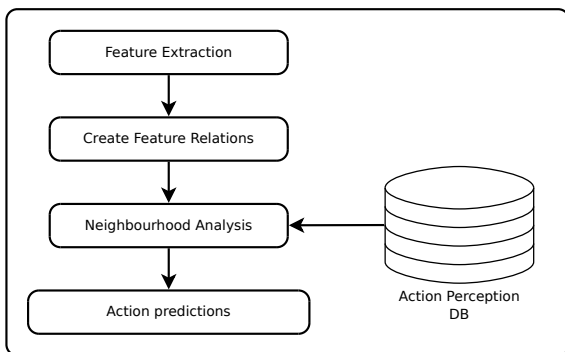 Feature Extraction
Create Feature Relations
Neighbourhood Analysis
Action predictions
Action Perception
DB